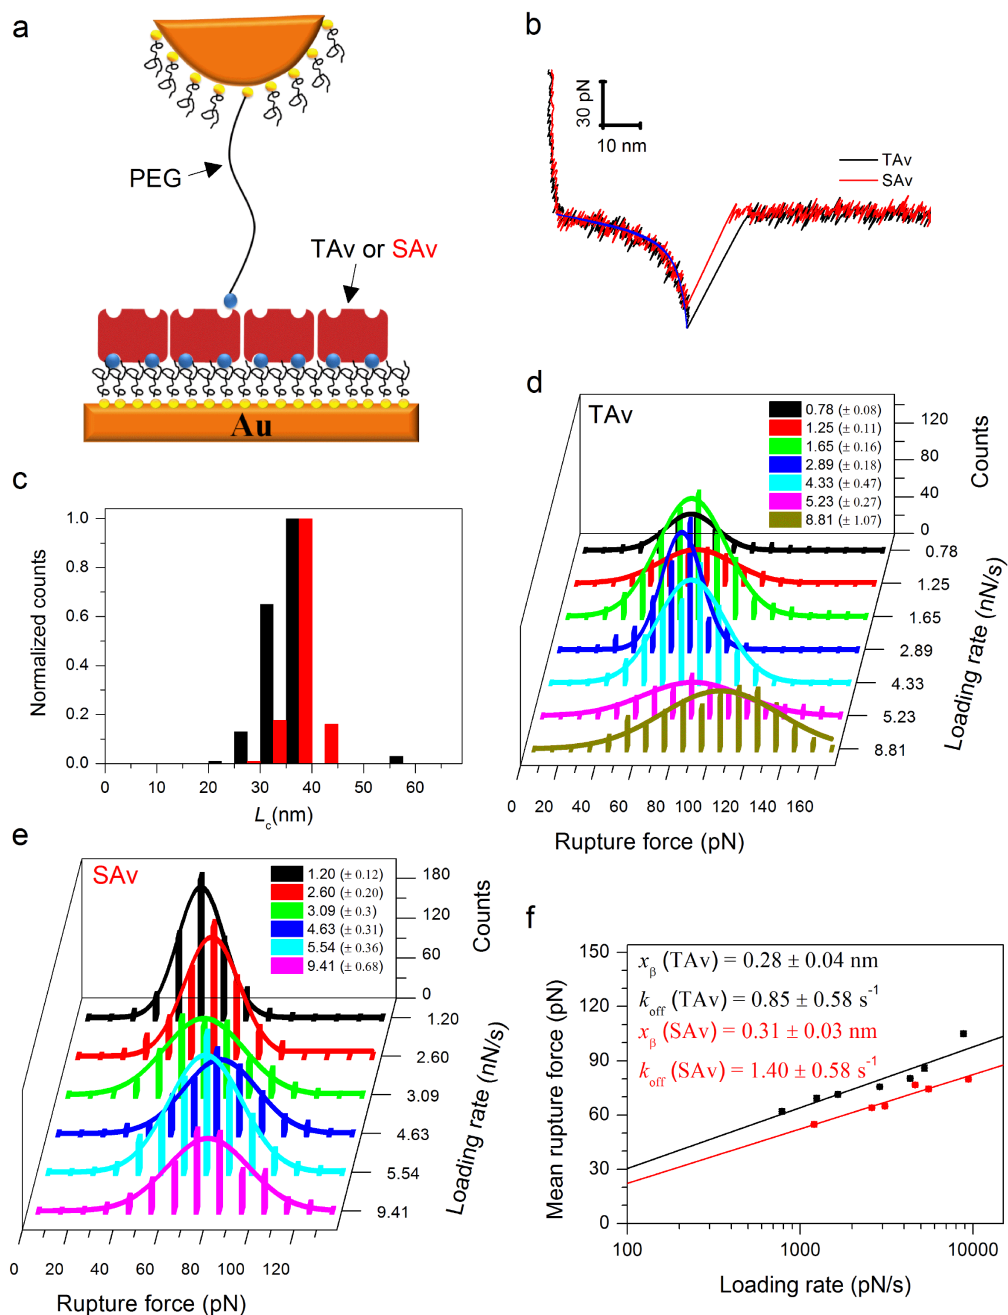 a
PEG
TAv or SAv
Au
b
30 pN
10 nm
TAv
SAv
c
1.0
0.8
0.6
0.4
0.2
0.0
Normalized counts
0 10 20 30 40 50 60
Lc(nm)
d
TAv
0.78 (± 0.08)
1.25 (± 0.11)
1.65 (± 0.16)
2.89 (± 0.18)
4.33 (± 0.47)
5.23 (± 0.27)
8.81 (± 1.07)
120
80
40
0
Counts
0.78
1.25
1.65
2.89
4.33
5.23
8.81
Loading rate (nN/s)
0 20 40 60 80 100 120 140 160
Rupture force (pN)
e
SAv
1.20 (± 0.12)
2.60 (± 0.20)
3.09 (± 0.3)
4.63 (± 0.31)
5.54 (± 0.36)
9.41 (± 0.68)
180
120
60
0
Counts
1.20
2.60
3.09
4.63
5.54
9.41
Loading rate (nN/s)
0 20 40 60 80 100 120
Rupture force (pN)
f
150
120
90
60
30
0
Mean rupture force (pN)
xβ (TAv) = 0.28 ± 0.04 nm
koff (TAv) = 0.85 ± 0.58 s⁻¹
xβ (SAv) = 0.31 ± 0.03 nm
koff (SAv) = 1.40 ± 0.58 s⁻¹
100 1000 10000
Loading rate (pN/s)